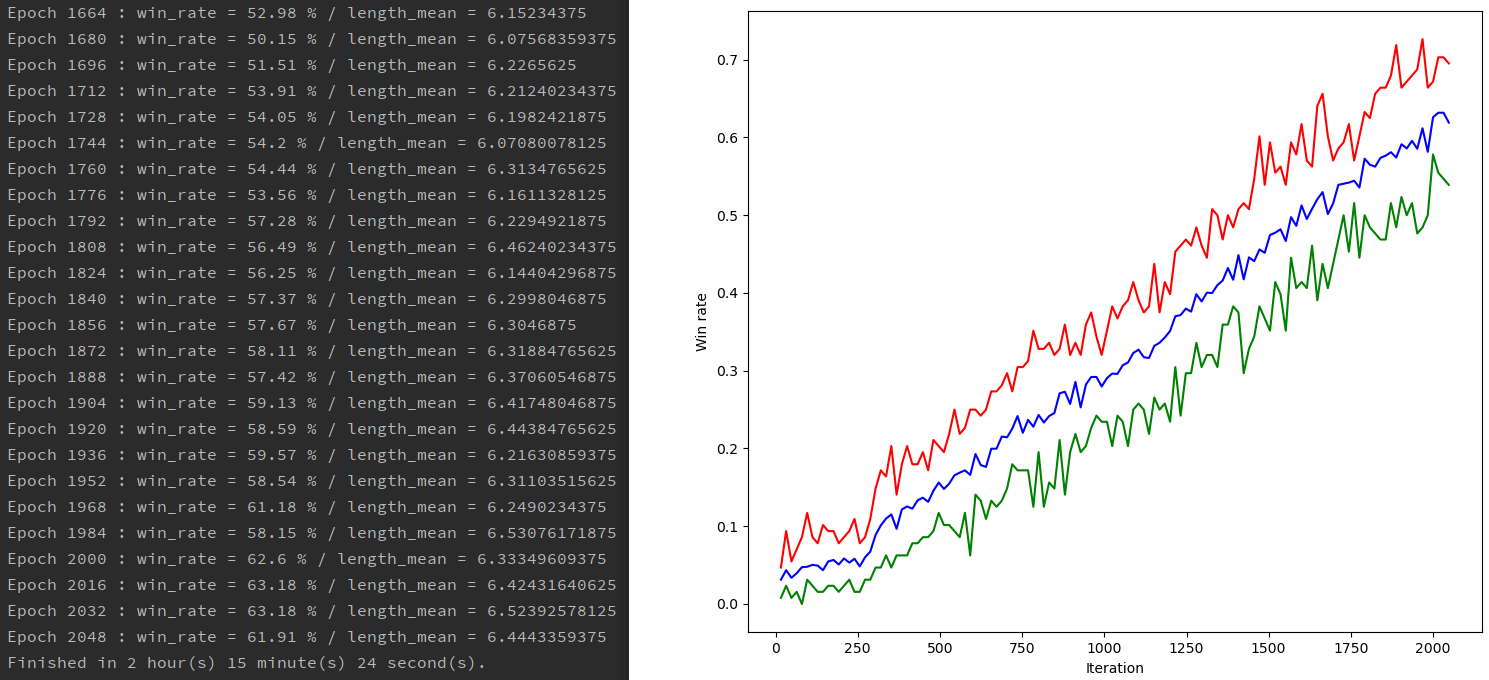 Epoch 1664 : win_rate = 52.98 % / length_mean = 6.15234375
Epoch 1680 : win_rate = 50.15 % / length_mean = 6.07568359375
Epoch 1696 : win_rate = 51.51 % / length_mean = 6.2265625
Epoch 1712 : win_rate = 53.91 % / length_mean = 6.21240234375
Epoch 1728 : win_rate = 54.05 % / length_mean = 6.1982421875
Epoch 1744 : win_rate = 54.2 % / length_mean = 6.07080078125
Epoch 1760 : win_rate = 54.44 % / length_mean = 6.3134765625
Epoch 1776 : win_rate = 53.56 % / length_mean = 6.1611328125
Epoch 1792 : win_rate = 57.28 % / length_mean = 6.2294921875
Epoch 1808 : win_rate = 56.49 % / length_mean = 6.46240234375
Epoch 1824 : win_rate = 56.25 % / length_mean = 6.14404296875
Epoch 1840 : win_rate = 57.37 % / length_mean = 6.2998046875
Epoch 1856 : win_rate = 57.67 % / length_mean = 6.3046875
Epoch 1872 : win_rate = 58.11 % / length_mean = 6.31884765625
Epoch 1888 : win_rate = 57.42 % / length_mean = 6.37060546875
Epoch 1904 : win_rate = 59.13 % / length_mean = 6.41748046875
Epoch 1920 : win_rate = 58.59 % / length_mean = 6.44384765625
Epoch 1936 : win_rate = 59.57 % / length_mean = 6.21630859375
Epoch 1952 : win_rate = 58.54 % / length_mean = 6.31103515625
Epoch 1968 : win_rate = 61.18 % / length_mean = 6.2490234375
Epoch 1984 : win_rate = 58.15 % / length_mean = 6.53076171875
Epoch 2000 : win_rate = 62.6 % / length_mean = 6.33349609375
Epoch 2016 : win_rate = 63.18 % / length_mean = 6.42431640625
Epoch 2032 : win_rate = 63.18 % / length_mean = 6.52392578125
Epoch 2048 : win_rate = 61.91 % / length_mean = 6.4443359375
Finished in 2 hour(s) 15 minute(s) 24 second(s).
0.7
0.6
0.5
0.4
0.3
0.2
0.1
0.0
Win rate
0 250 500 750 1000 1250 1500 1750 2000
Iteration